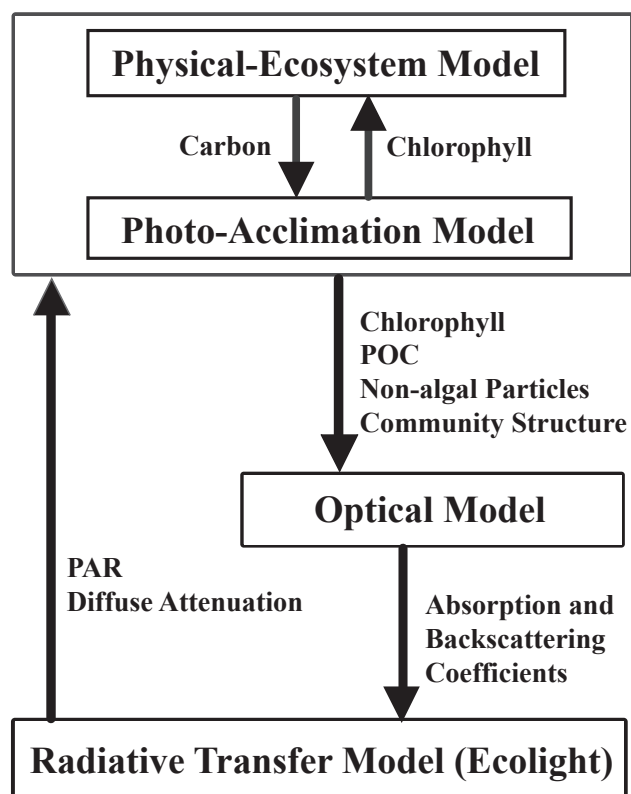 Physical-Ecosystem Model
Carbon
Chlorophyll
Photo-Acclimation Model
Chlorophyll
POC
Non-algal Particles
Community Structure
Optical Model
PAR
Diffuse Attenuation
Absorption and
Backscattering
Coefficients
Radiative Transfer Model (Ecolight)